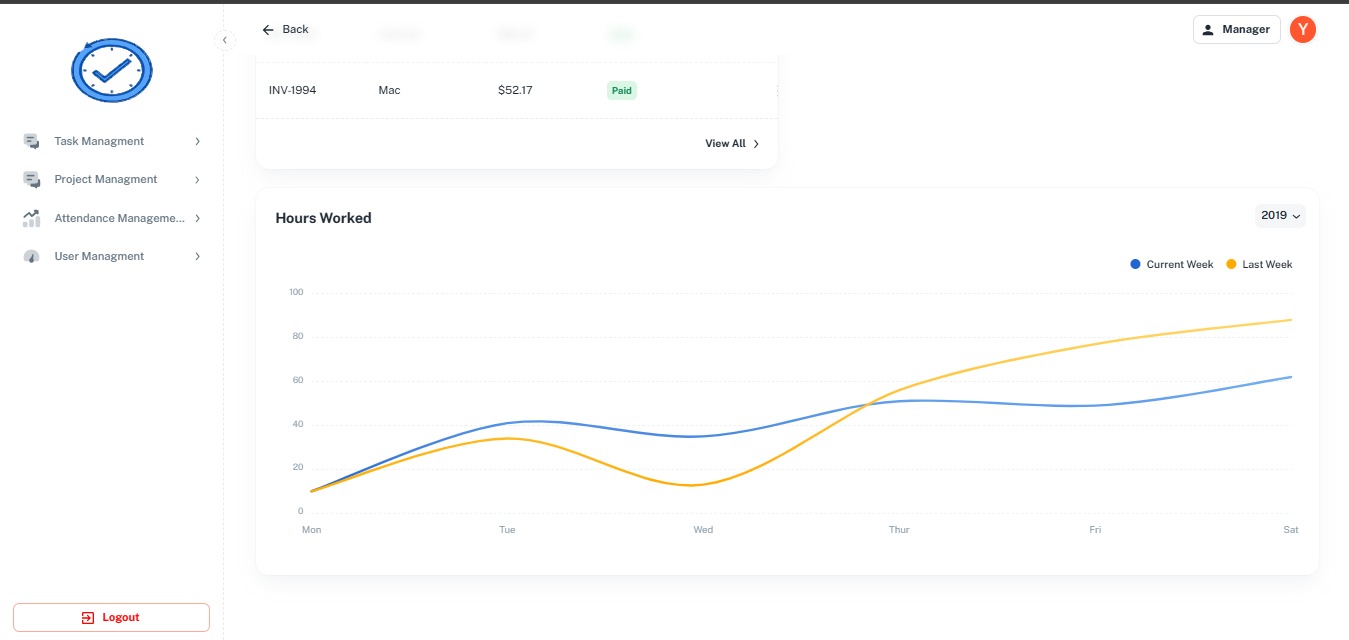 Back
Manager
Y
Task Managment
Project Managment
Attendance Manageme...
User Managment
Logout
INV-1994 Mac $52.17 Paid
View All
Hours Worked
2019
Current Week Last Week
100
80
60
40
20
0
Mon Tue Wed Thur Fri Sat